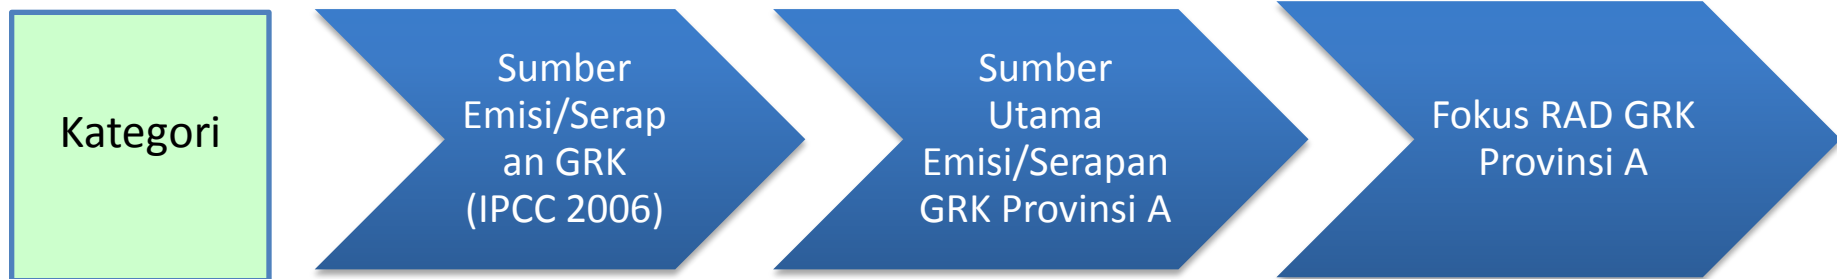 Kategori
Sumber
Emisi/Serap
an GRK
(IPCC 2006)
Sumber
Utama
Emisi/Serapan
GRK Provinsi A
Fokus RAD GRK
Provinsi A